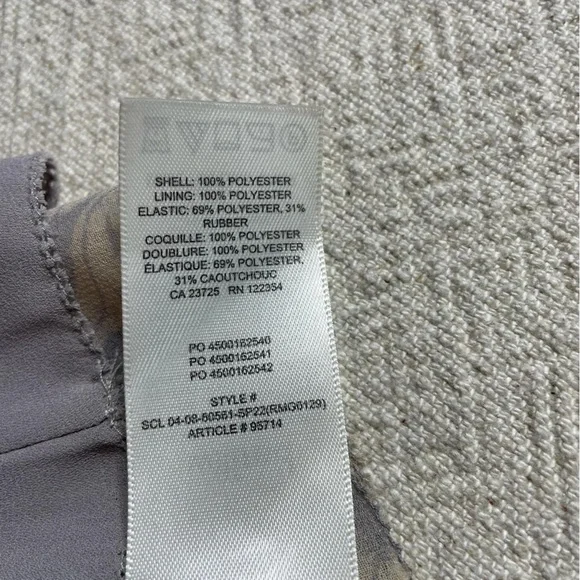 SHELL: 100% POLYESTER
LINING: 100% POLYESTER
ELASTIC: 69% POLYESTER, 31%
RUBBER
COQUILLE: 100% POLYESTER
DOUBLURE: 100% POLYESTER
ÉLASTIQUE: 69% POLYESTER,
31% CAOUTCHOUC
CA 23725 RN 122354
PO 4500162540
PO 4500162541
PO 4500162542
STYLE #
SCL 04-08-60581-SP22(RMG6129)
ARTICLE # 95714